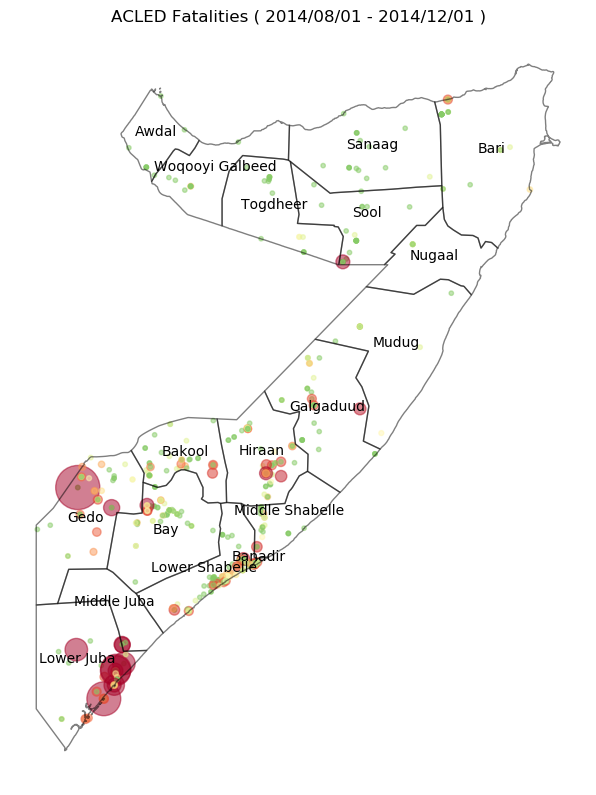 ACLED Fatalities ( 2014/08/01 - 2014/12/01 )
Awdal
Sanaag
Bari
Woqooyi Galbeed
Togdheer
Sool
Nugaal
Mudug
Galgaduud
Bakool
Hiraan
Gedo
Middle Shabelle
Bay
Banadir
Lower Shabelle
Middle Juba
Lower Juba